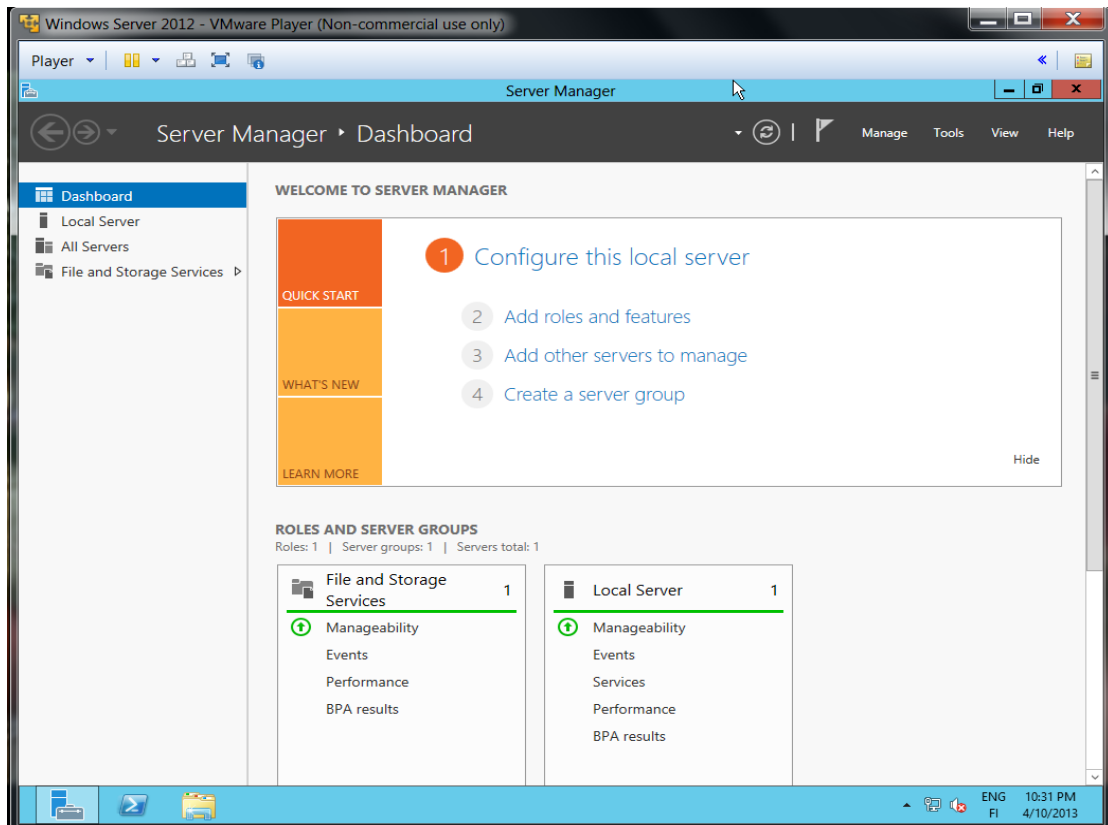 Windows Server 2012 - VMware Player (Non-commercial use only)
Player
Server Manager
Server Manager • Dashboard
Manage Tools View Help
Dashboard
Local Server
All Servers
File and Storage Services
WELCOME TO SERVER MANAGER
QUICK START
WHAT'S NEW
LEARN MORE
1 Configure this local server
2 Add roles and features
3 Add other servers to manage
4 Create a server group
Hide
ROLES AND SERVER GROUPS
Roles: 1 | Server groups: 1 | Servers total: 1
File and Storage
Services 1
Manageability
Events
Performance
BPA results
Local Server 1
Manageability
Events
Services
Performance
BPA results
ENG 10:31 PM
FI 4/10/2013